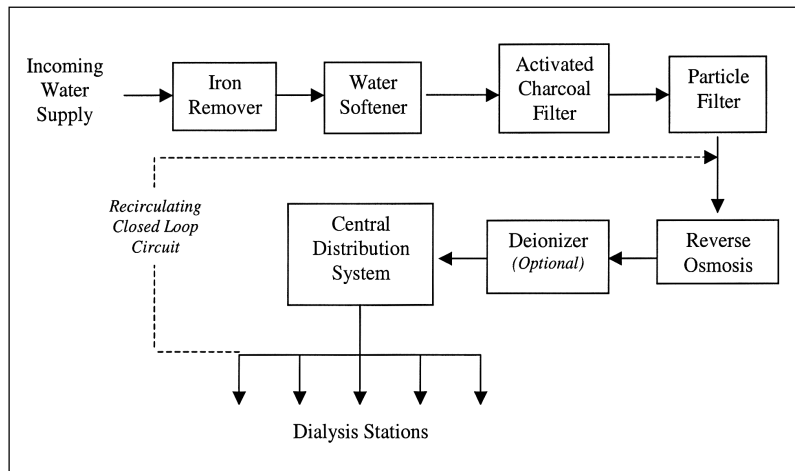 Incoming
Water
Supply
Iron
Remover
Water
Softener
Activated
Charcoal
Filter
Particle
Filter
Recirculating
Closed Loop
Circuit
Central
Distribution
System
Deionizer
(Optional)
Reverse
Osmosis
Dialysis Stations